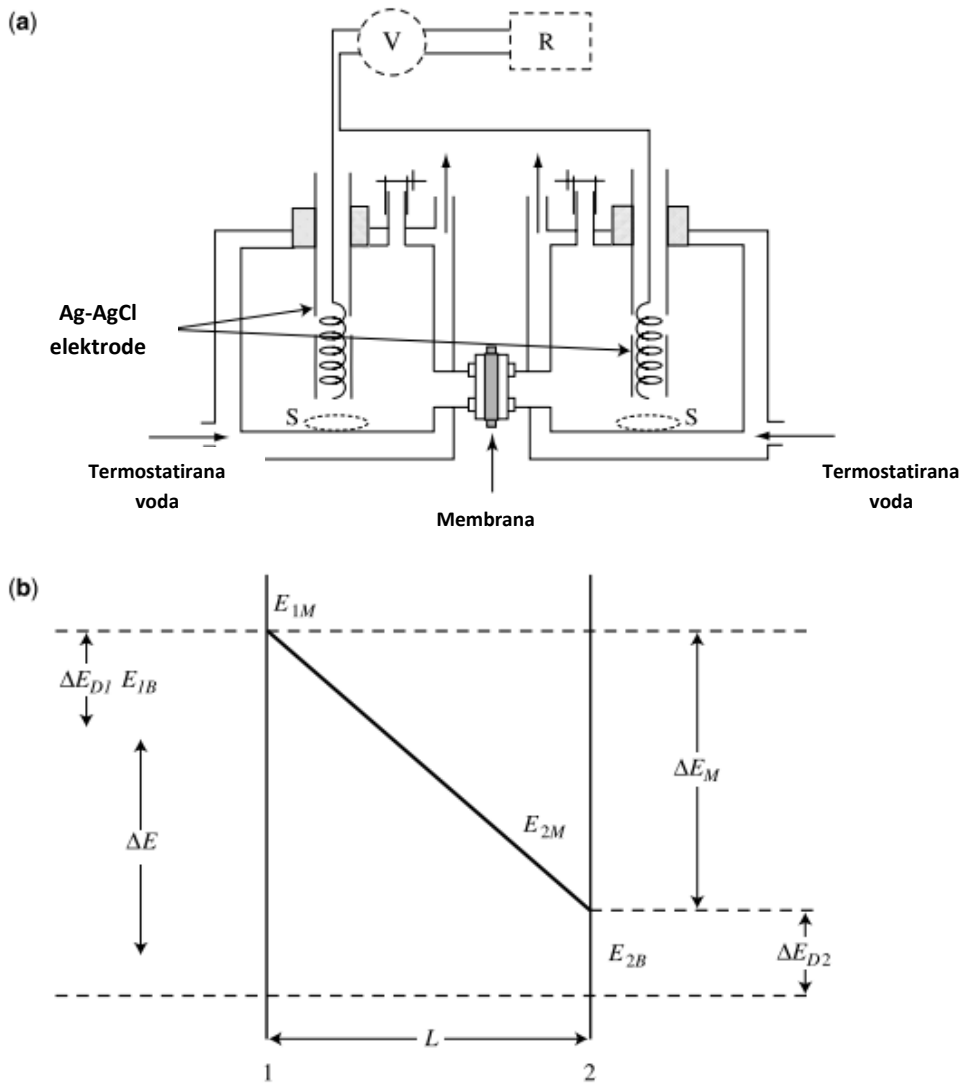 (a)
V
R
Ag-AgCl
elektrode
S
S
Termostatirana
voda
Membrana
Termostatirana
voda
(b)
E1M
ΔED1 E1B
ΔEM
ΔE
E2M
E2B
ΔED2
L
1
2